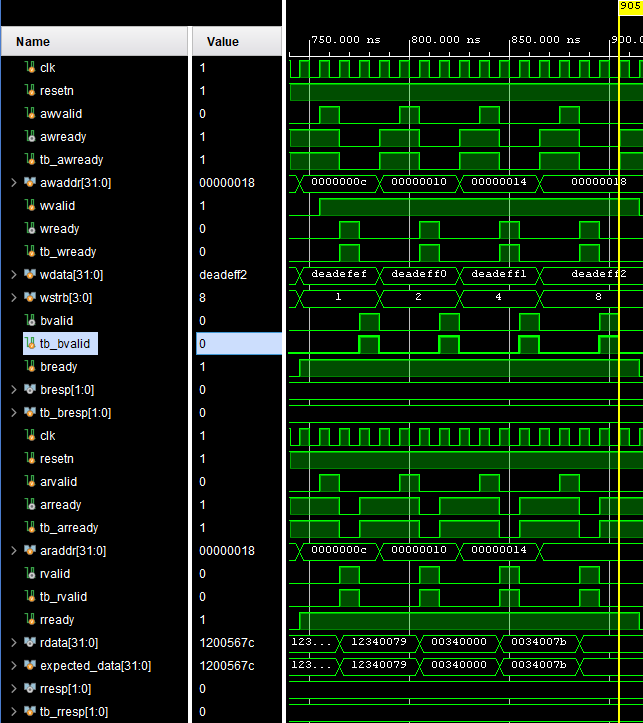 905
Name Value 750.000 ns 800.000 ns 850.000 ns 900.0
clk 1
resetn 1
awvalid 0
awready 1
tb_awready 1
awaddr[31:0] 00000018 0000000c 00000010 00000014 00000018
wvalid 1
wready 0
tb_wready 0
wdata[31:0] deadeff2 deadefef deadeff0 deadeff1 deadeff2
wstrb[3:0] 8 1 2 4 8
bvalid 0
tb_bvalid 0
bready 1
bresp[1:0] 0
tb_bresp[1:0] 0
clk 1
resetn 1
arvalid 0
arready 1
tb_arready 1
araddr[31:0] 00000018 0000000c 00000010 00000014
rvalid 0
tb_rvalid 0
rready 1
rdata[31:0] 1200567c 123... 12340079 00340000 0034007b
expected_data[31:0] 1200567c 123... 12340079 00340000 0034007b
rresp[1:0] 0
tb_rresp[1:0] 0